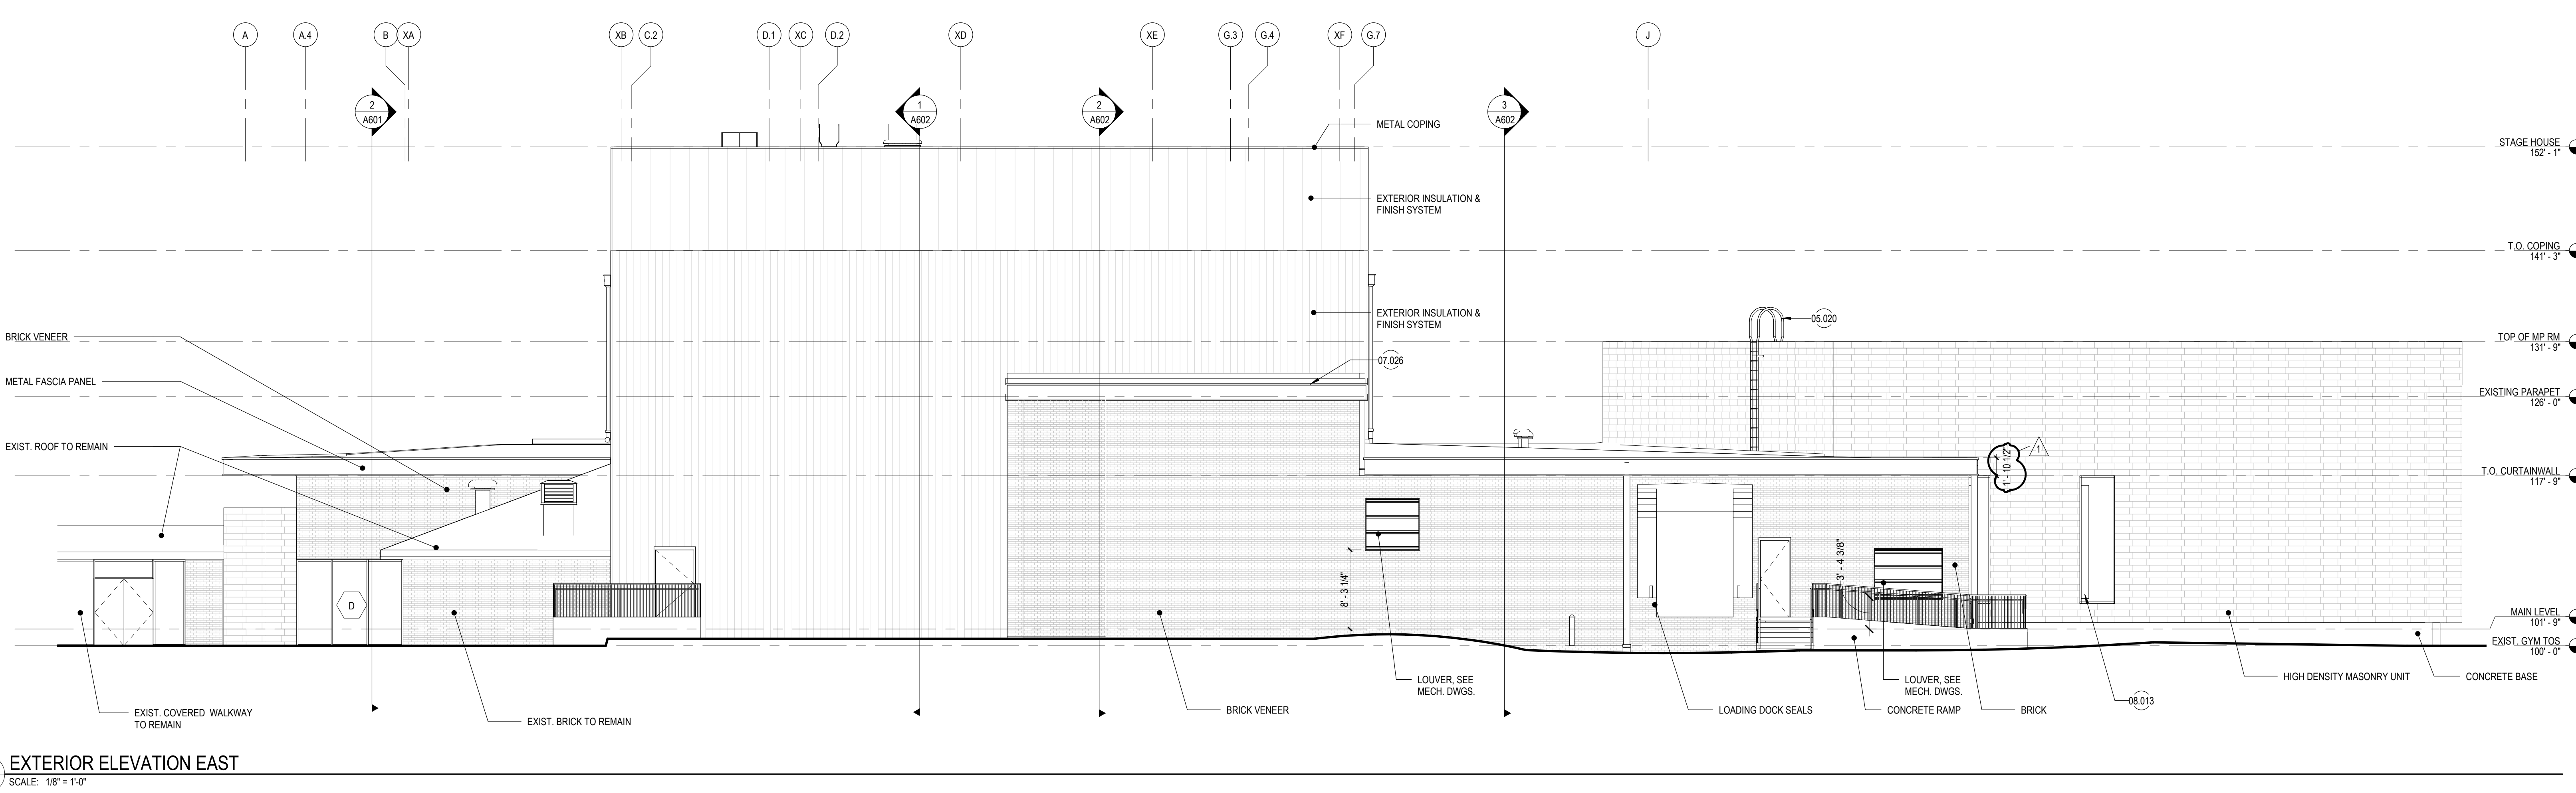 A A.4 B XA XB C.2 D.1 XC D.2 XD XE G.3 G.4 XF G.7 J
2
A601
1
A602
2
A602
3
A602
METAL COPING
STAGE HOUSE
152' - 1"
EXTERIOR INSULATION &
FINISH SYSTEM
T.O. COPING
141' - 3"
EXTERIOR INSULATION &
FINISH SYSTEM
05.020
BRICK VENEER
TOP OF MP RM
131' - 9"
07.026
METAL FASCIA PANEL
EXISTING PARAPET
126' - 0"
EXIST. ROOF TO REMAIN
1
1' - 10 1/2"
T.O. CURTAINWALL
117' - 9"
D
8' - 3 1/4"
3' - 4 3/8"
MAIN LEVEL
101' - 9"
EXIST. GYM TOS
100' - 0"
LOUVER, SEE
MECH. DWGS.
LOUVER, SEE
MECH. DWGS.
HIGH DENSITY MASONRY UNIT
CONCRETE BASE
08.013
EXIST. COVERED WALKWAY
TO REMAIN
EXIST. BRICK TO REMAIN
BRICK VENEER
LOADING DOCK SEALS
CONCRETE RAMP
BRICK
EXTERIOR ELEVATION EAST
SCALE: 1/8" = 1'-0"